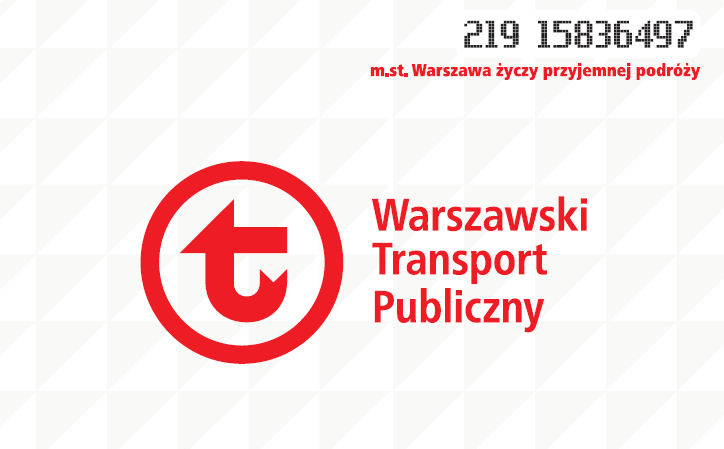 219 15836497
m.st. Warszawa życzy przyjemnej podróży
Warszawski
Transport
Publiczny